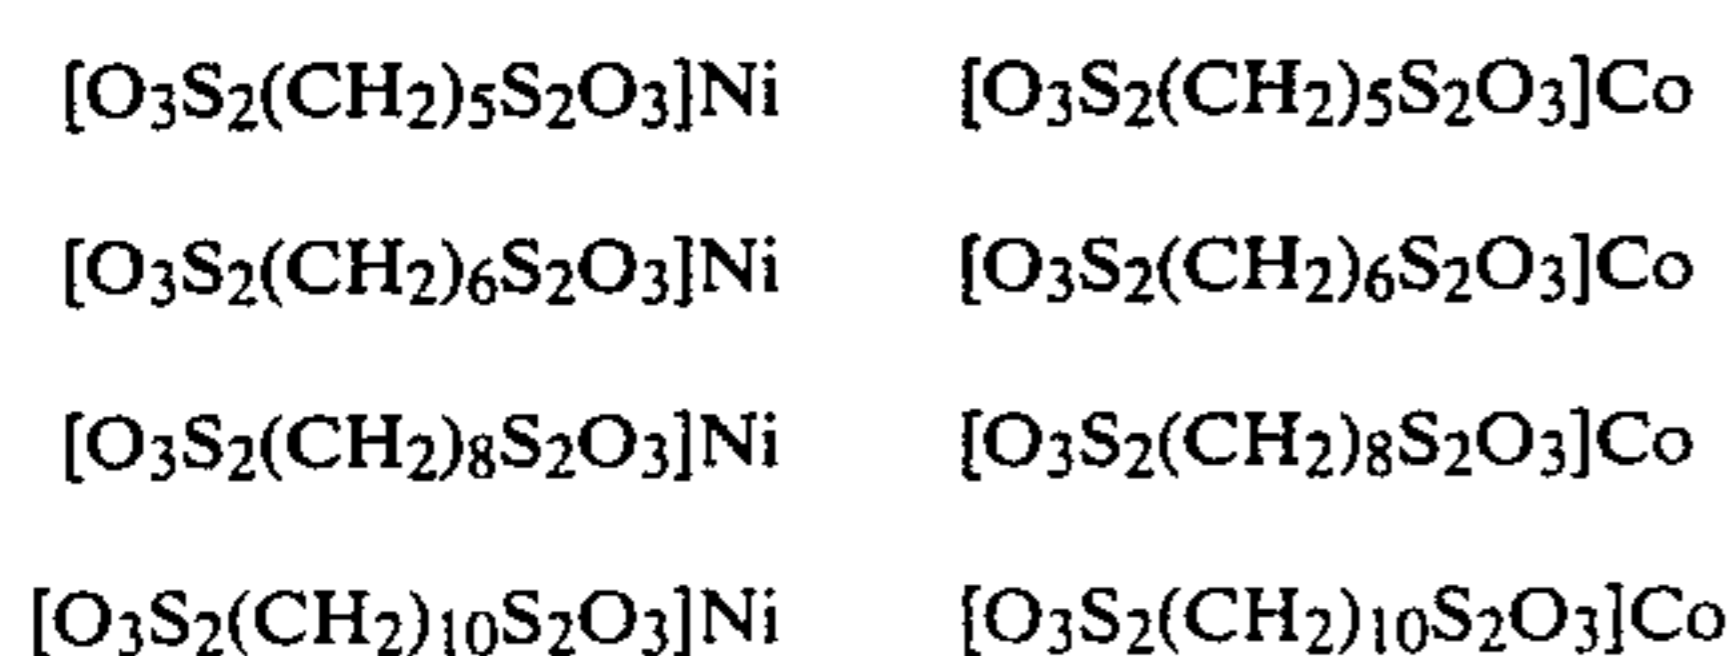 [O₃S₂(CH₂)₅S₂O₃]Ni [O₃S₂(CH₂)₅S₂O₃]Co
[O₃S₂(CH₂)₆S₂O₃]Ni [O₃S₂(CH₂)₆S₂O₃]Co
[O₃S₂(CH₂)₈S₂O₃]Ni [O₃S₂(CH₂)₈S₂O₃]Co
[O₃S₂(CH₂)₁₀S₂O₃]Ni [O₃S₂(CH₂)₁₀S₂O₃]Co